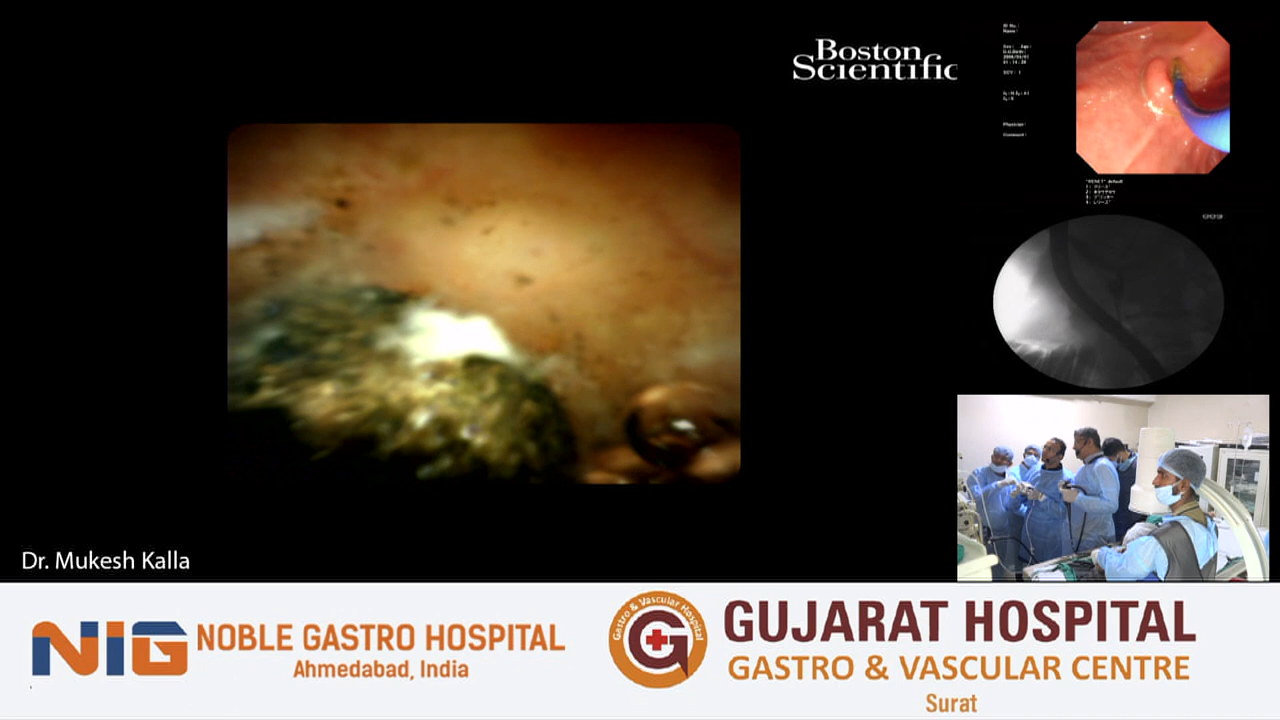 Boston
Scientific
Dr. Mukesh Kalla
NIG
NOBLE GASTRO HOSPITAL
Ahmedabad, India
Gastro & Vascular Hospital
G
GUJARAT HOSPITAL
GASTRO & VASCULAR CENTRE
Surat